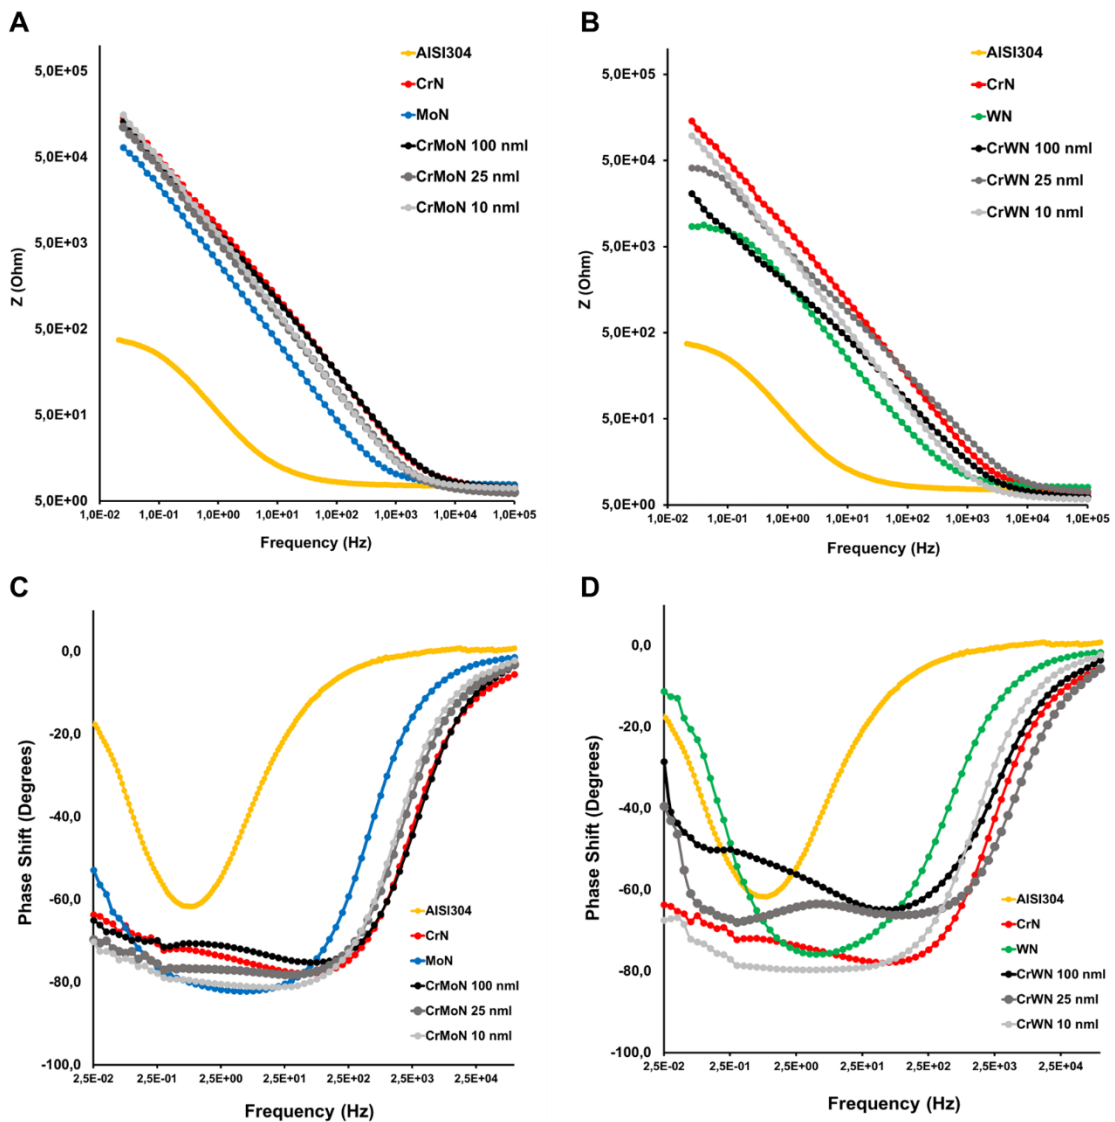 A
5,0E+05
5,0E+04
5,0E+03
5,0E+02
5,0E+01
5,0E+00
Z (Ohm)
1,0E-02 1,0E-01 1,0E+00 1,0E+01 1,0E+02 1,0E+03 1,0E+04 1,0E+05
Frequency (Hz)
AISI304
CrN
MoN
CrMoN 100 nml
CrMoN 25 nml
CrMoN 10 nml
B
5,0E+05
5,0E+04
5,0E+03
5,0E+02
5,0E+01
5,0E+00
Z (Ohm)
1,0E-02 1,0E-01 1,0E+00 1,0E+01 1,0E+02 1,0E+03 1,0E+04 1,0E+05
Frequency (Hz)
AISI304
CrN
WN
CrWN 100 nml
CrWN 25 nml
CrWN 10 nml
C
0,0
-20,0
-40,0
-60,0
-80,0
-100,0
Phase Shift (Degrees)
2,5E-02 2,5E-01 2,5E+00 2,5E+01 2,5E+02 2,5E+03 2,5E+04
Frequency (Hz)
AISI304
CrN
MoN
CrMoN 100 nml
CrMoN 25 nml
CrMoN 10 nml
D
0,0
-20,0
-40,0
-60,0
-80,0
-100,0
Phase Shift (Degrees)
2,5E-02 2,5E-01 2,5E+00 2,5E+01 2,5E+02 2,5E+03 2,5E+04
Frequency (Hz)
AISI304
CrN
WN
CrWN 100 nml
CrWN 25 nml
CrWN 10 nml